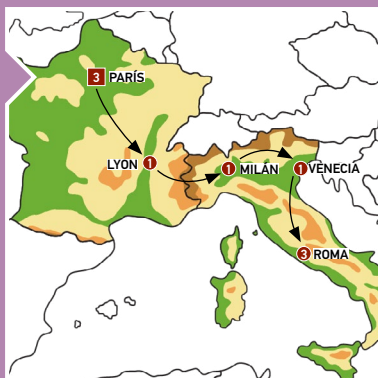 3 PARÍS
LYON 1
1 MILÁN
1 VENECIA
3 ROMA